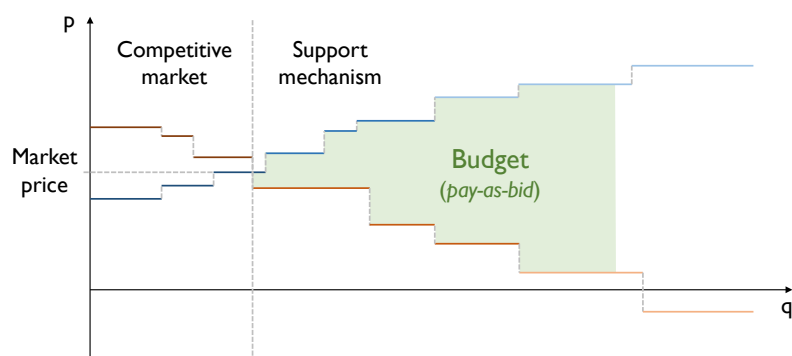 P
Competitive
market
Support
mechanism
Market
price
Budget
(pay-as-bid)
q